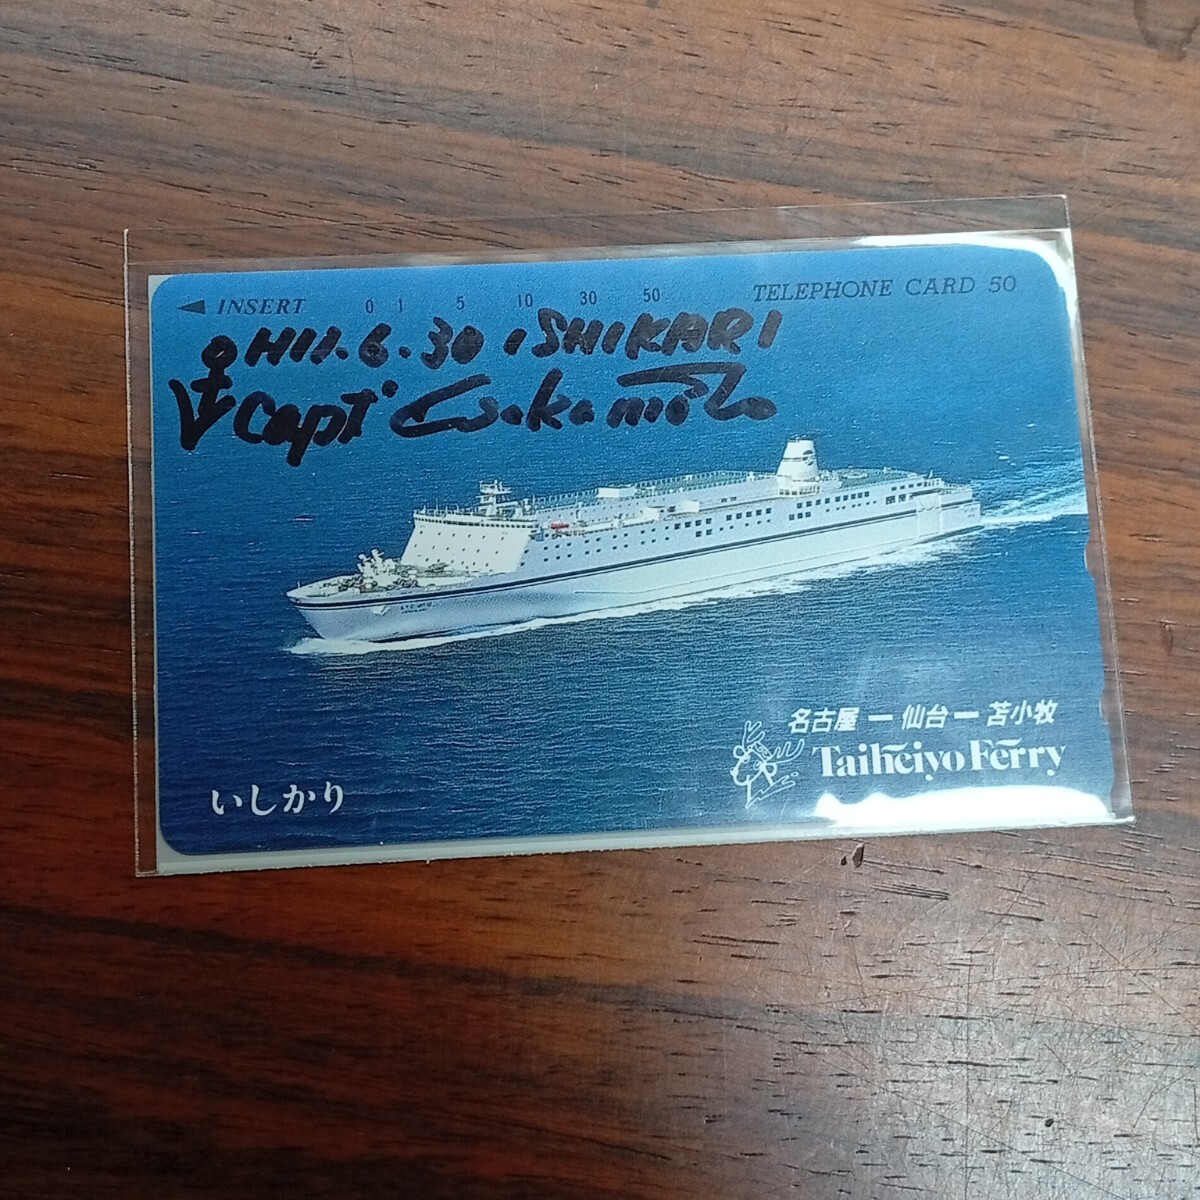 INSERT 0 1 5 10 30 50 TELEPHONE CARD 50
H11.6.30 ISHIKARI
Capt
名古屋 ー 仙台 ー 苫小牧
Taiheiyo Ferry
いしかり